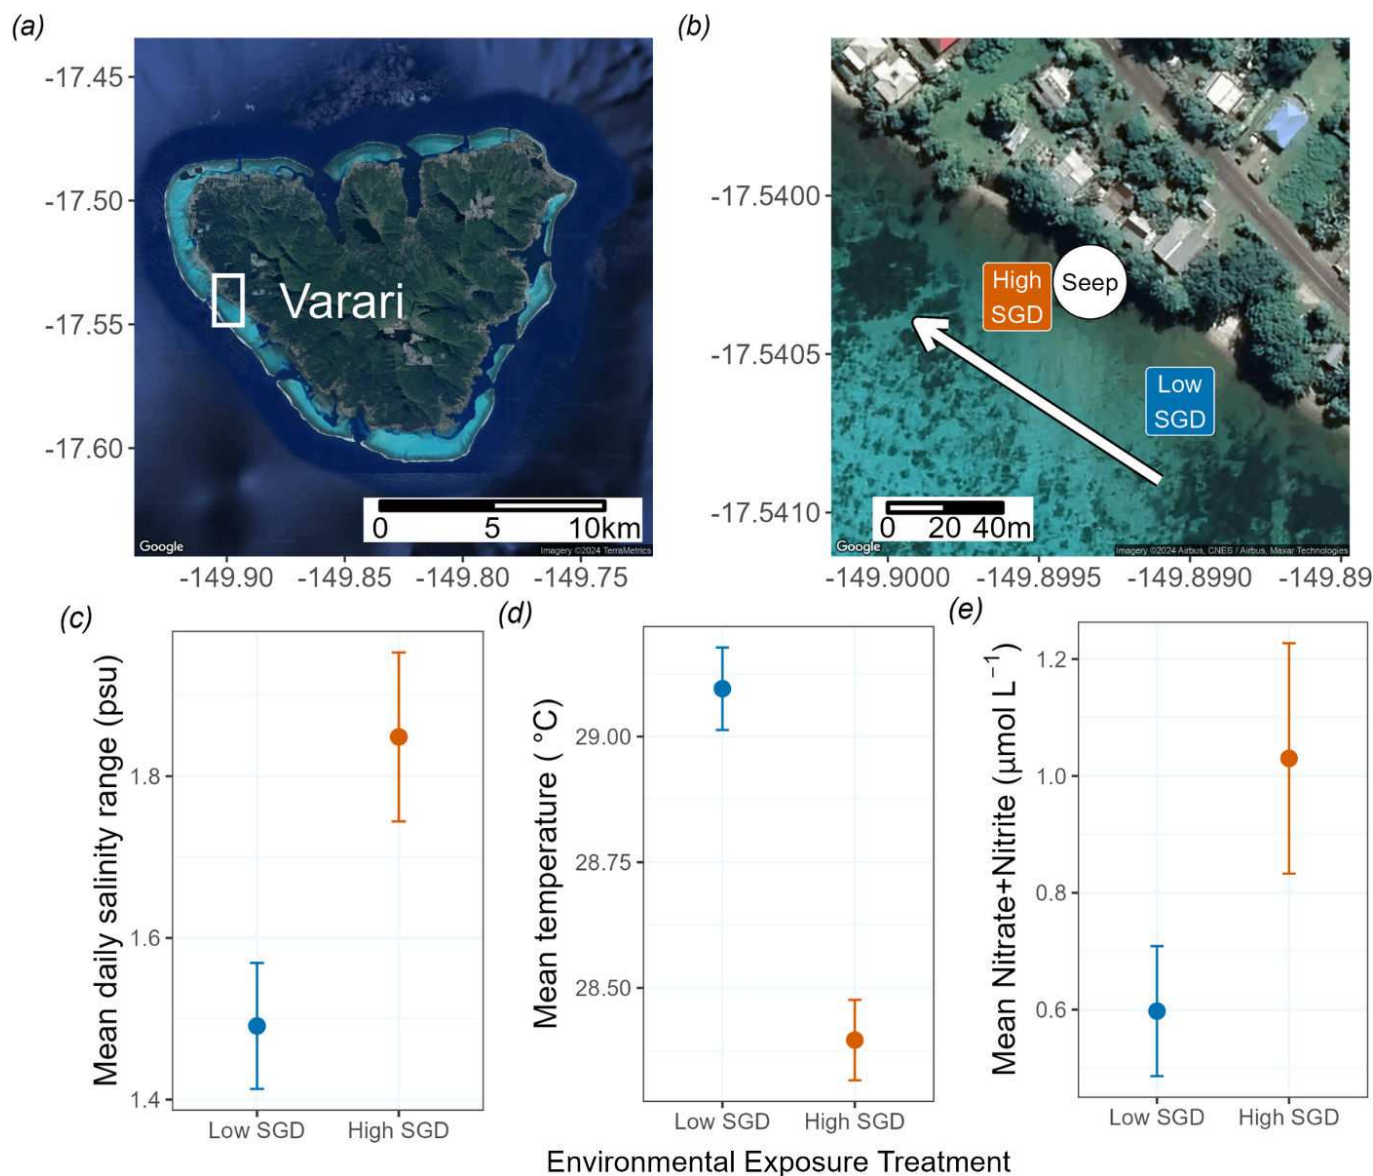 (a)
-17.45
-17.50
-17.55
-17.60
Varari
0 5 10km
Google
Imagery ©2024 TerraMetrics
-149.90 -149.85 -149.80 -149.75
(b)
-17.5400
-17.5405
-17.5410
High
SGD
Seep
Low
SGD
0 20 40m
Google
Imagery ©2024 Airbus, CNES / Airbus, Maxar Technologies
-149.9000 -149.8995 -149.8990 -149.89
(c)
Mean daily salinity range (psu)
1.8
1.6
1.4
Low SGD High SGD
(d)
Mean temperature ( °C)
29.00
28.75
28.50
Low SGD High SGD
(e)
Mean Nitrate+Nitrite (μmol L⁻¹)
1.2
1.0
0.8
0.6
Low SGD High SGD
Environmental Exposure Treatment